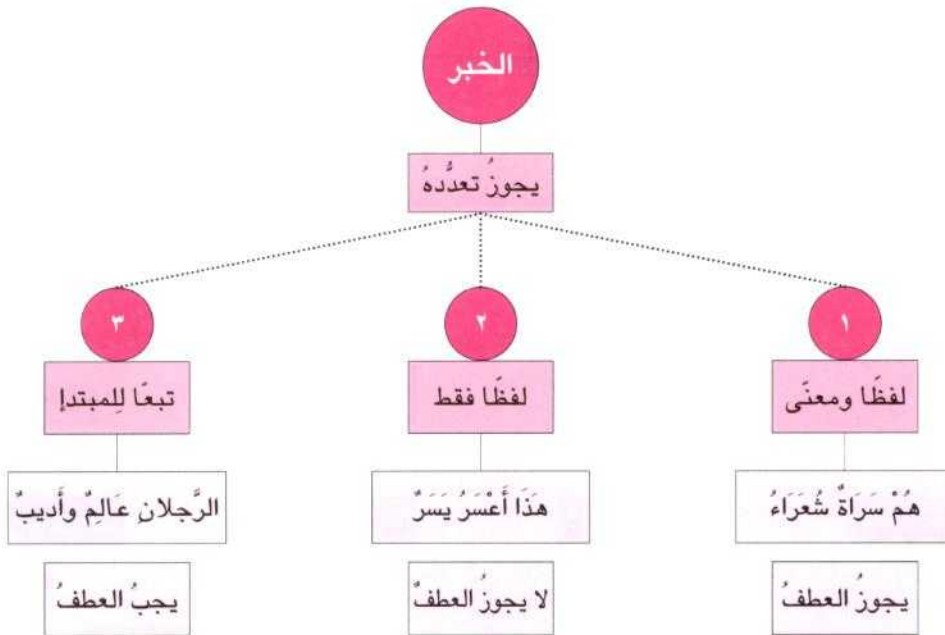 الخبر
يجوزُ تعدُّدهُ
١
٢
٣
لفظًا ومعنًى
لفظًا فقط
تبعًا لِلمبتدإ
هُمْ سَرَاةٌ شُعَرَاءُ
هَذَا أَعْسَرُ يَسَرٌ
الرَّجلانِ عَالِمٌ وأَديبٌ
يجوزُ العطفُ
لا يجوزُ العطفُ
يجبُ العطفُ